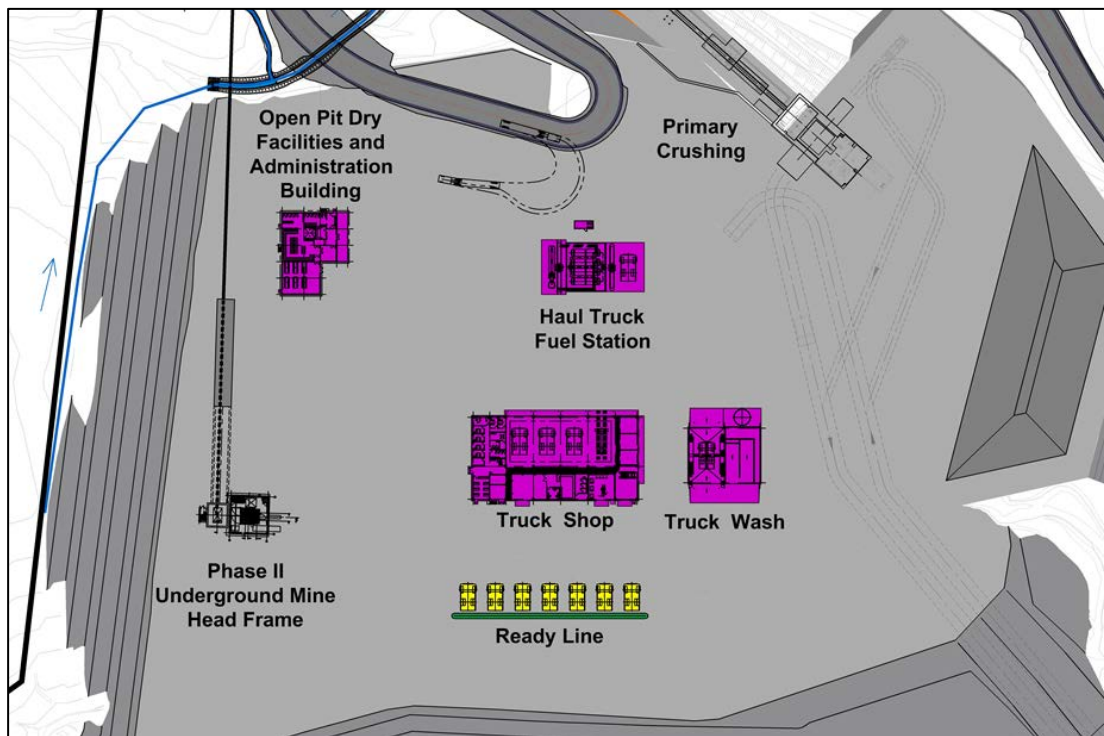 Open Pit Dry
Facilities and
Administration
Building
Primary
Crushing
Haul Truck
Fuel Station
Truck Shop
Truck Wash
Phase II
Underground Mine
Head Frame
Ready Line